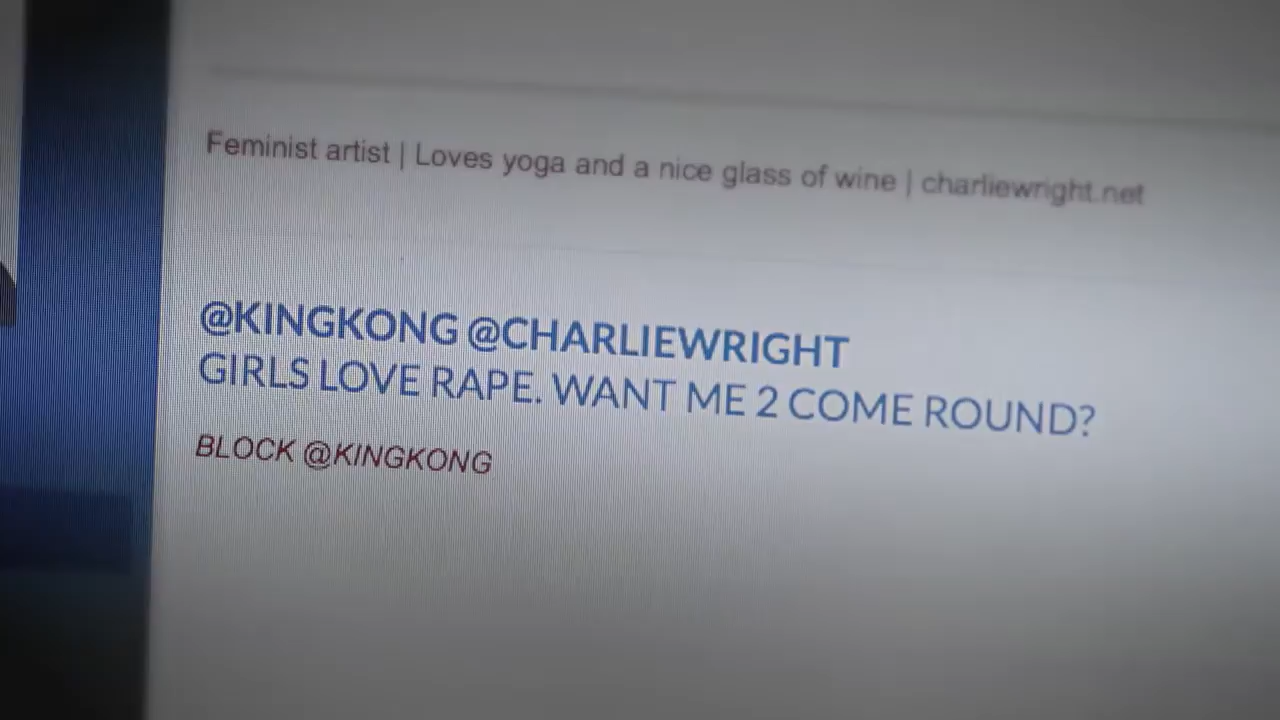 Feminist artist | Loves yoga and a nice glass of wine | charliewright.net
@KINGKONG @CHARLIEWRIGHT
GIRLS LOVE RAPE. WANT ME 2 COME ROUND?
BLOCK @KINGKONG